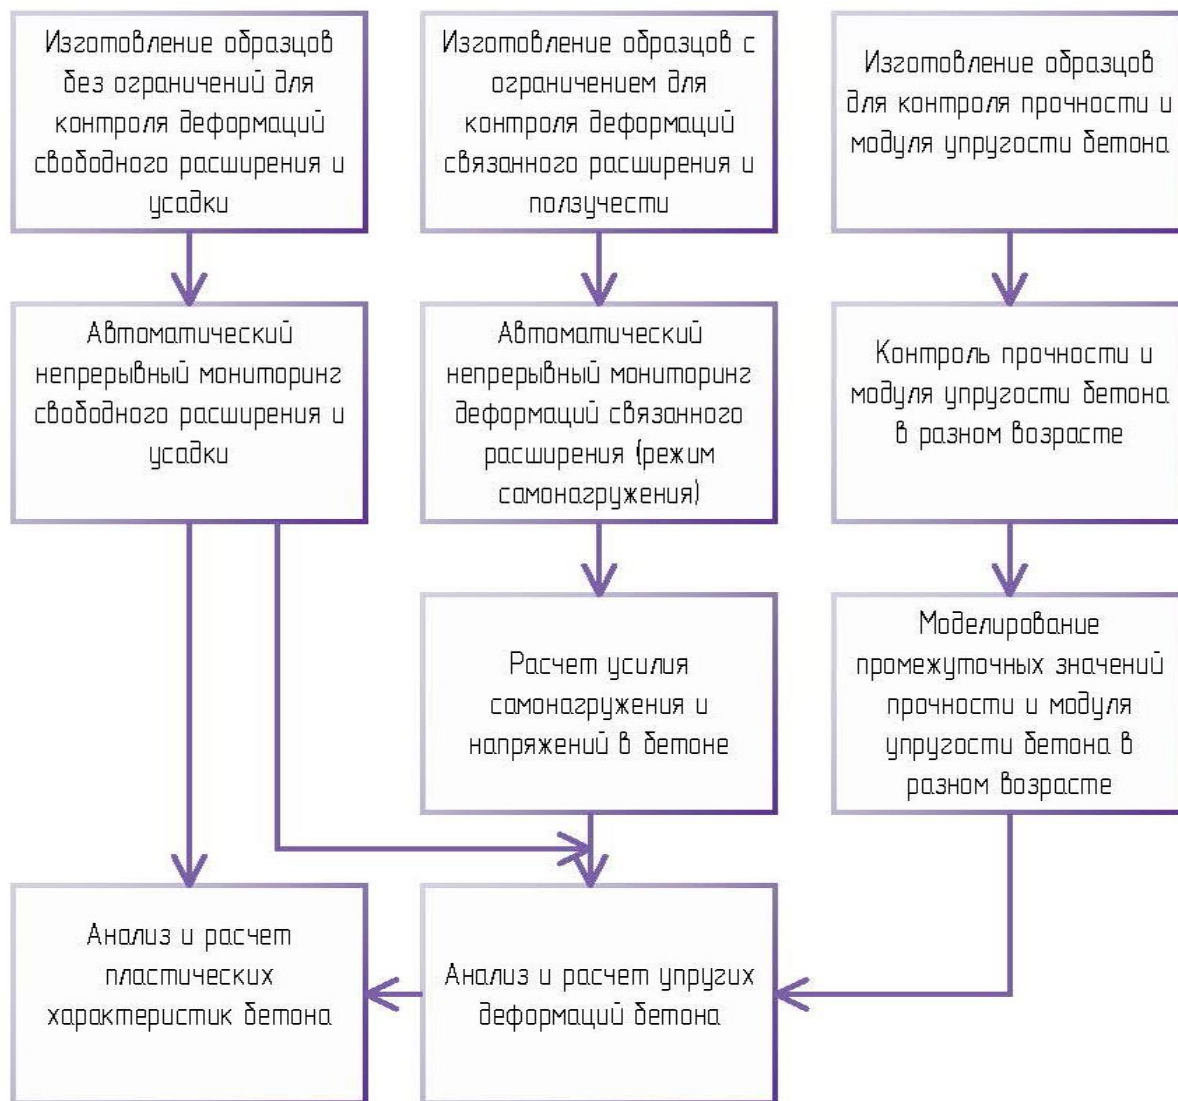 Изготовление образцов
без ограничений для
контроля деформаций
свободного расширения и
усадки
Изготовление образцов с
ограничением для
контроля деформаций
связанного расширения и
ползучести
Изготовление образцов
для контроля прочности и
модуля упругости бетона
Автоматический
непрерывный мониторинг
свободного расширения и
усадки
Автоматический
непрерывный мониторинг
деформаций связанного
расширения (режим
самонагружения)
Контроль прочности и
модуля упругости бетона
в разном возрасте
Расчет усилия
самонагружения и
напряжений в бетоне
Моделирование
промежуточных значений
прочности и модуля
упругости бетона в
разном возрасте
Анализ и расчет
пластических
характеристик бетона
Анализ и расчет упругих
деформаций бетона